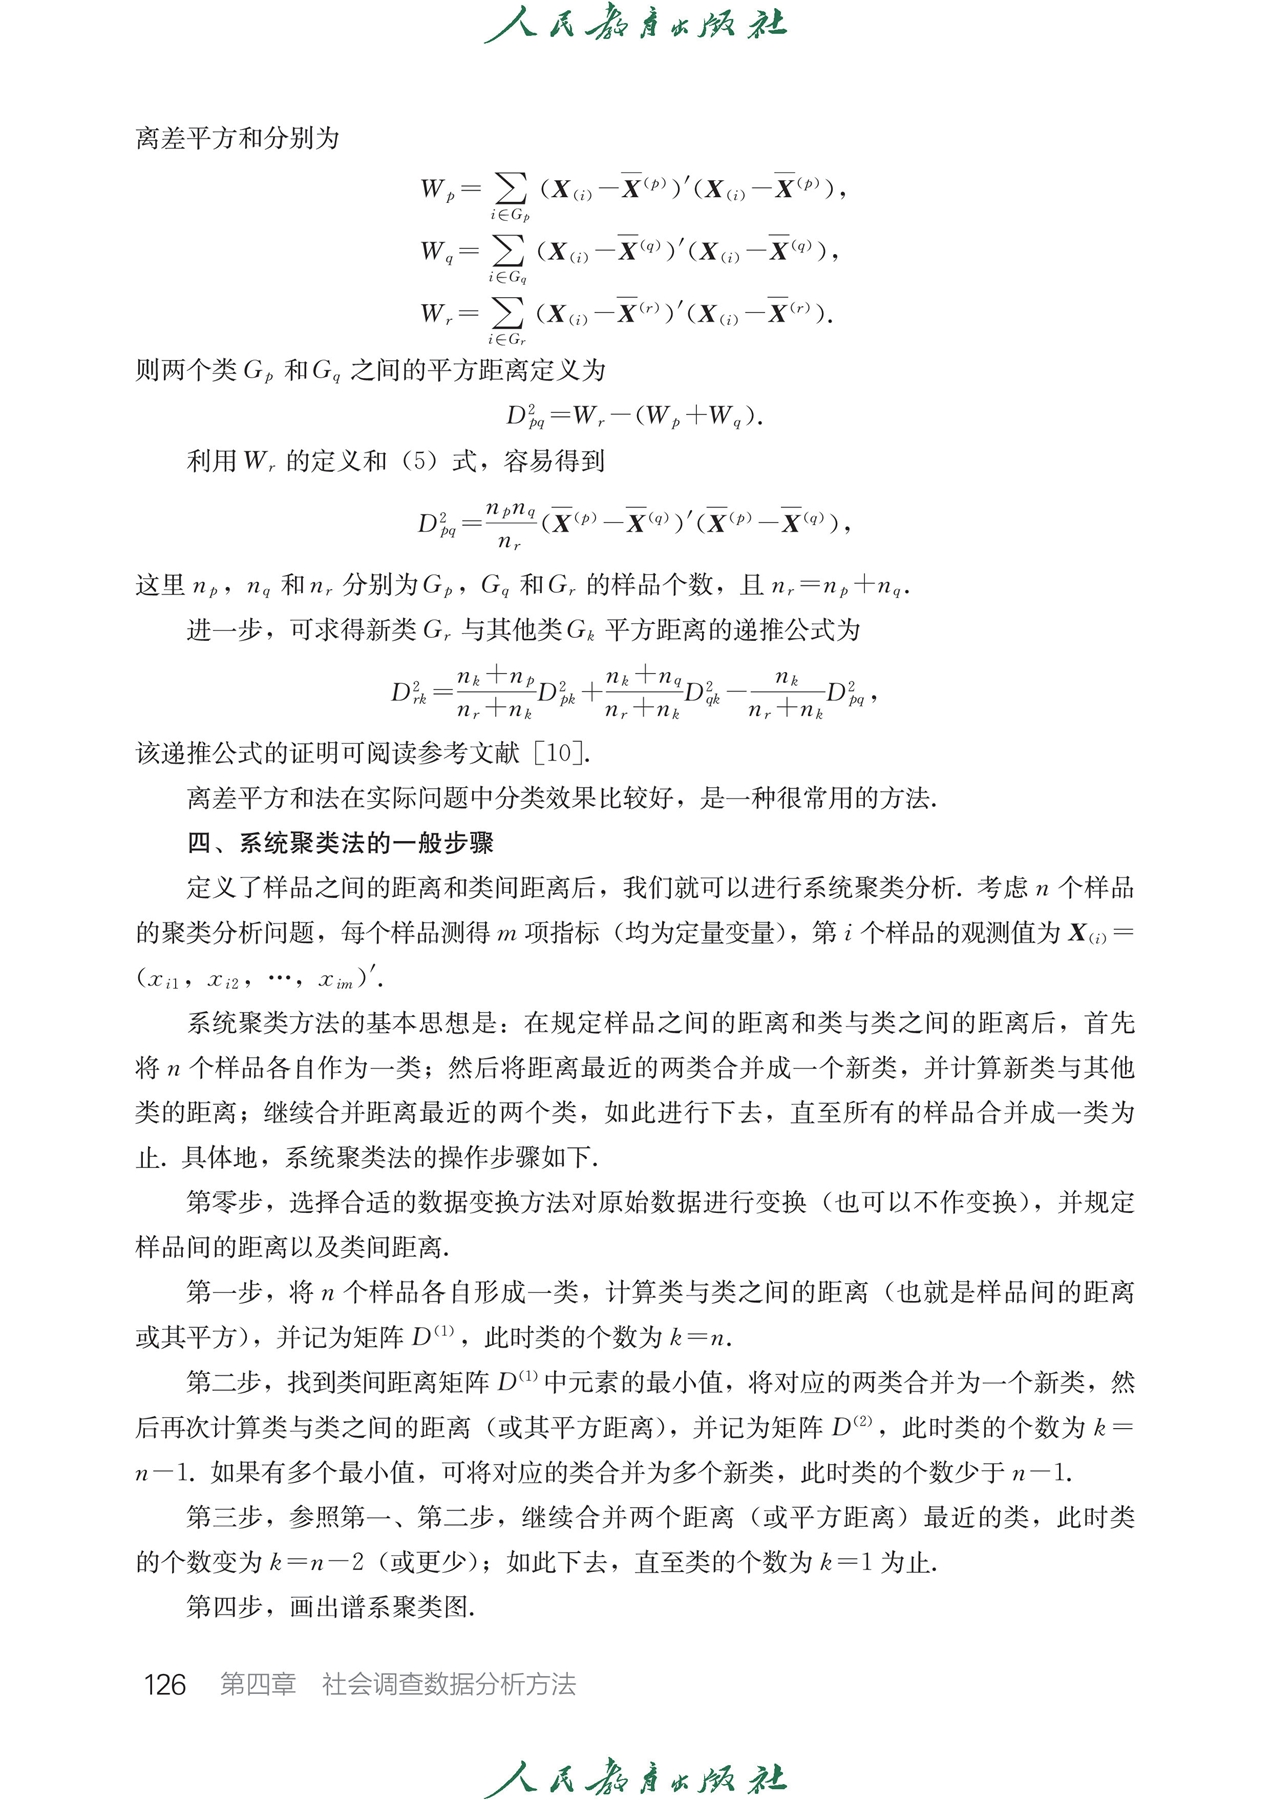 人民教育出版社
离差平方和分别为
$W_p=\sum_{i\in G_p}(\boldsymbol{X}_{(i)}-\overline{\boldsymbol{X}}^{(p)})'(\boldsymbol{X}_{(i)}-\overline{\boldsymbol{X}}^{(p)})$，
$W_q=\sum_{i\in G_q}(\boldsymbol{X}_{(i)}-\overline{\boldsymbol{X}}^{(q)})'(\boldsymbol{X}_{(i)}-\overline{\boldsymbol{X}}^{(q)})$，
$W_r=\sum_{i\in G_r}(\boldsymbol{X}_{(i)}-\overline{\boldsymbol{X}}^{(r)})'(\boldsymbol{X}_{(i)}-\overline{\boldsymbol{X}}^{(r)})$.
则两个类 $G_p$ 和 $G_q$ 之间的平方距离定义为
$D_{pq}^2=W_r-(W_p+W_q)$.
利用 $W_r$ 的定义和（5）式，容易得到
$D_{pq}^2=\frac{n_pn_q}{n_r}(\overline{\boldsymbol{X}}^{(p)}-\overline{\boldsymbol{X}}^{(q)})'(\overline{\boldsymbol{X}}^{(p)}-\overline{\boldsymbol{X}}^{(q)})$，
这里 $n_p$，$n_q$ 和 $n_r$ 分别为 $G_p$，$G_q$ 和 $G_r$ 的样品个数，且 $n_r=n_p+n_q$.
进一步，可求得新类 $G_r$ 与其他类 $G_k$ 平方距离的递推公式为
$D_{rk}^2=\frac{n_k+n_p}{n_r+n_k}D_{pk}^2+\frac{n_k+n_q}{n_r+n_k}D_{qk}^2-\frac{n_k}{n_r+n_k}D_{pq}^2$，
该递推公式的证明可阅读参考文献［10］.
离差平方和法在实际问题中分类效果比较好，是一种很常用的方法.
四、系统聚类法的一般步骤
定义了样品之间的距离和类间距离后，我们就可以进行系统聚类分析. 考虑 $n$ 个样品
的聚类分析问题，每个样品测得 $m$ 项指标（均为定量变量），第 $i$ 个样品的观测值为 $\boldsymbol{X}_{(i)}=$
$(x_{i1}，x_{i2}，\cdots，x_{im})'$.
系统聚类方法的基本思想是：在规定样品之间的距离和类与类之间的距离后，首先
将 $n$ 个样品各自作为一类；然后将距离最近的两类合并成一个新类，并计算新类与其他
类的距离；继续合并距离最近的两个类，如此进行下去，直至所有的样品合并成一类为
止. 具体地，系统聚类法的操作步骤如下.
第零步，选择合适的数据变换方法对原始数据进行变换（也可以不作变换），并规定
样品间的距离以及类间距离.
第一步，将 $n$ 个样品各自形成一类，计算类与类之间的距离（也就是样品间的距离
或其平方），并记为矩阵 $D^{(1)}$，此时类的个数为 $k=n$.
第二步，找到类间距离矩阵 $D^{(1)}$ 中元素的最小值，将对应的两类合并为一个新类，然
后再次计算类与类之间的距离（或其平方距离），并记为矩阵 $D^{(2)}$，此时类的个数为 $k=$
$n-1$. 如果有多个最小值，可将对应的类合并为多个新类，此时类的个数少于 $n-1$.
第三步，参照第一、第二步，继续合并两个距离（或平方距离）最近的类，此时类
的个数变为 $k=n-2$（或更少）；如此下去，直至类的个数为 $k=1$ 为止.
第四步，画出谱系聚类图.
126 第四章 社会调查数据分析方法
人民教育出版社